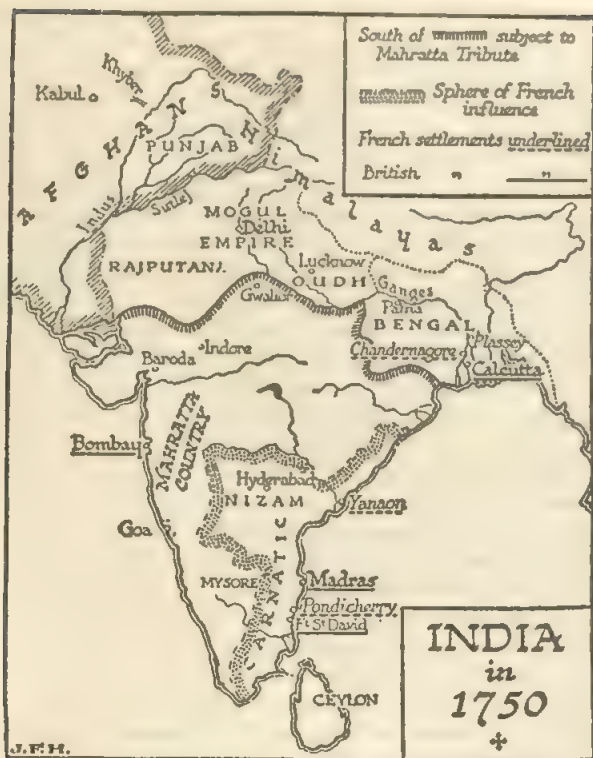 South of subject to
Mahratta Tribute
Sphere of French
influence
French settlements underlined
British " "
Kabul
Khyber
AFGHANS
PUNJAB
Himalayas
Indus
Sutlej
MOGUL
Delhi
EMPIRE
RAJPUTANA
Lucknow
OUDH
Gwalior
Ganges
Patna
BENGAL
Plassey
Chandernagore
Calcutta
Baroda
Indore
Bombay
MAHRATTA
COUNTRY
Hyderabad
NIZAM
Yanaon
Goa
CARNATIC
MYSORE
Madras
Pondicherry
Ft St David
CEYLON
INDIA
in
1750
J.F.H.